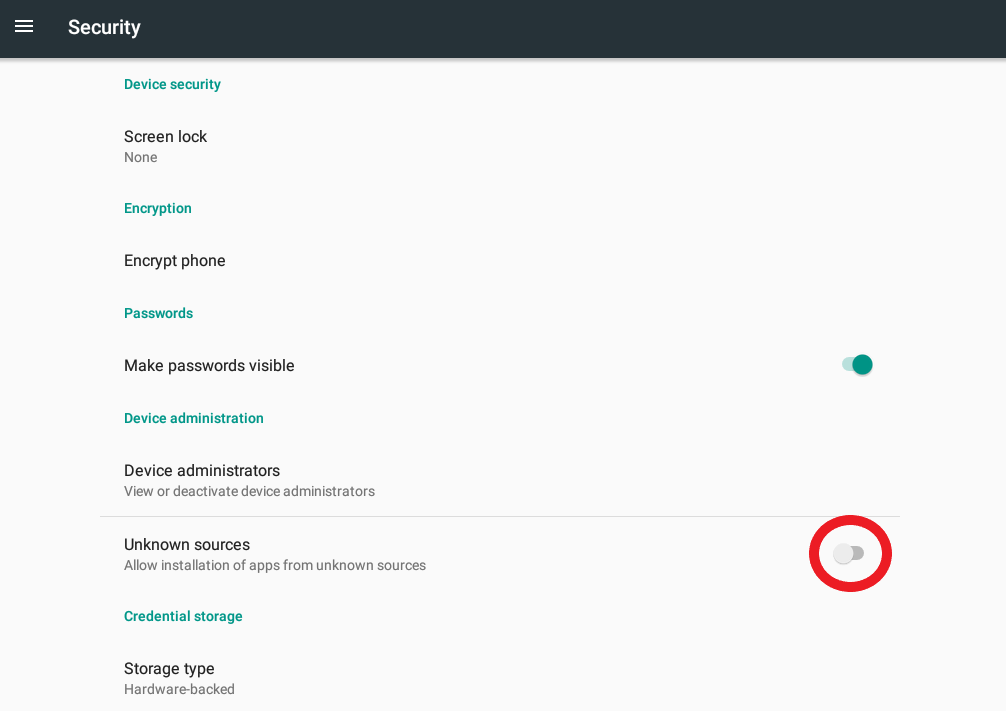 Security
Device security
Screen lock
None
Encryption
Encrypt phone
Passwords
Make passwords visible
Device administration
Device administrators
View or deactivate device administrators
Unknown sources
Allow installation of apps from unknown sources
Credential storage
Storage type
Hardware-backed